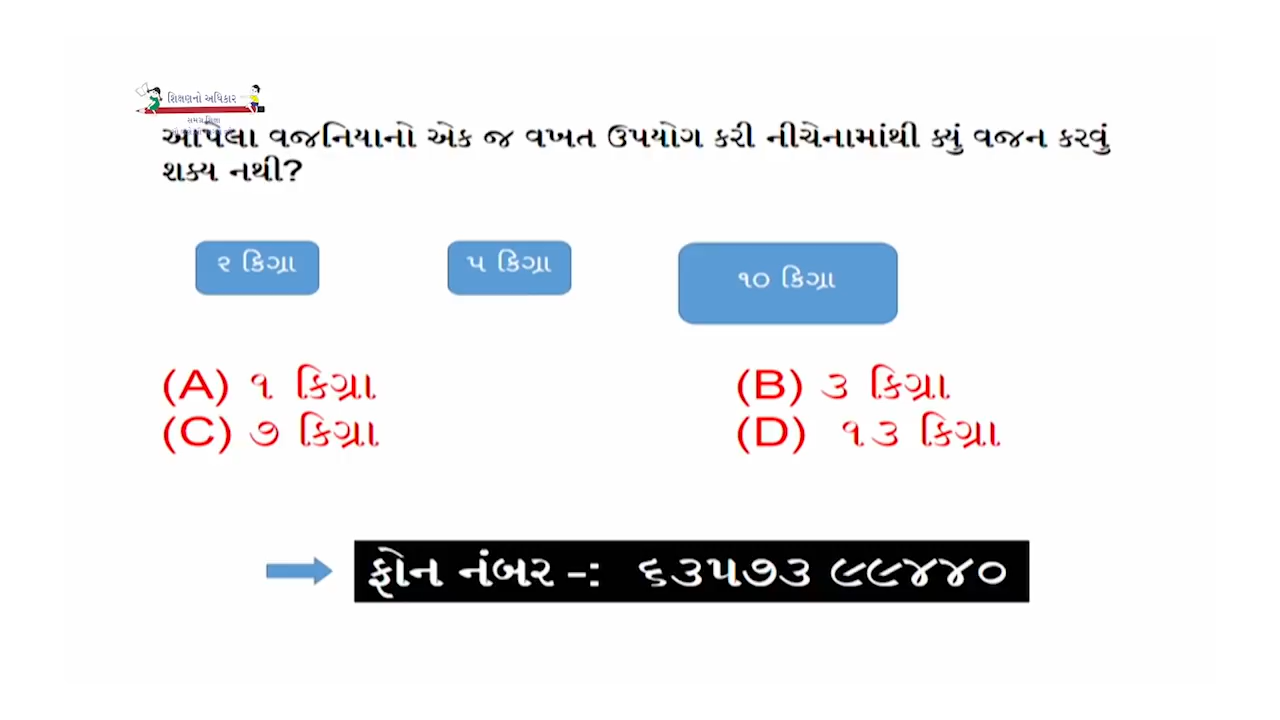 શિક્ષણનો અધિકાર
સમગ્ર શિક્ષા
આપેલા વજનિયાનો એક જ વખત ઉપયોગ કરી નીચેનામાંથી ક્યું વજન કરવું
શક્ય નથી?
૨ કિગ્રા
૫ કિગ્રા
૧૦ કિગ્રા
(A) ૧ કિગ્રા
(B) ૩ કિગ્રા
(C) ૭ કિગ્રા
(D) ૧૩ કિગ્રા
ફોન નંબર -: ૬૩૫૭૩ ૯૯૪૪૦